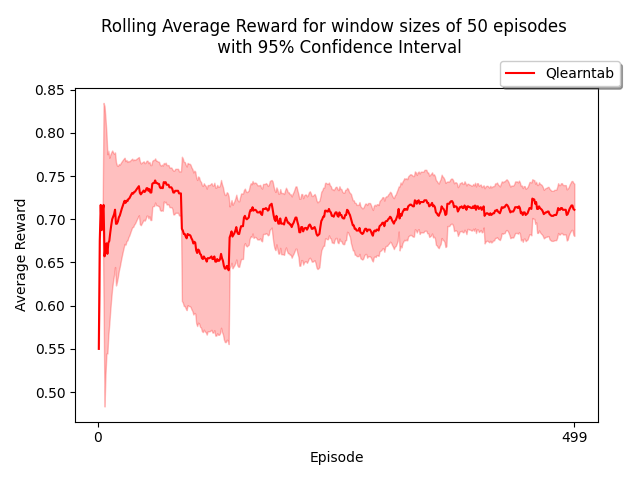 Rolling Average Reward for window sizes of 50 episodes
with 95% Confidence Interval
Qlearntab
0.85
0.80
0.75
0.70
0.65
0.60
0.55
0.50
Average Reward
0
499
Episode